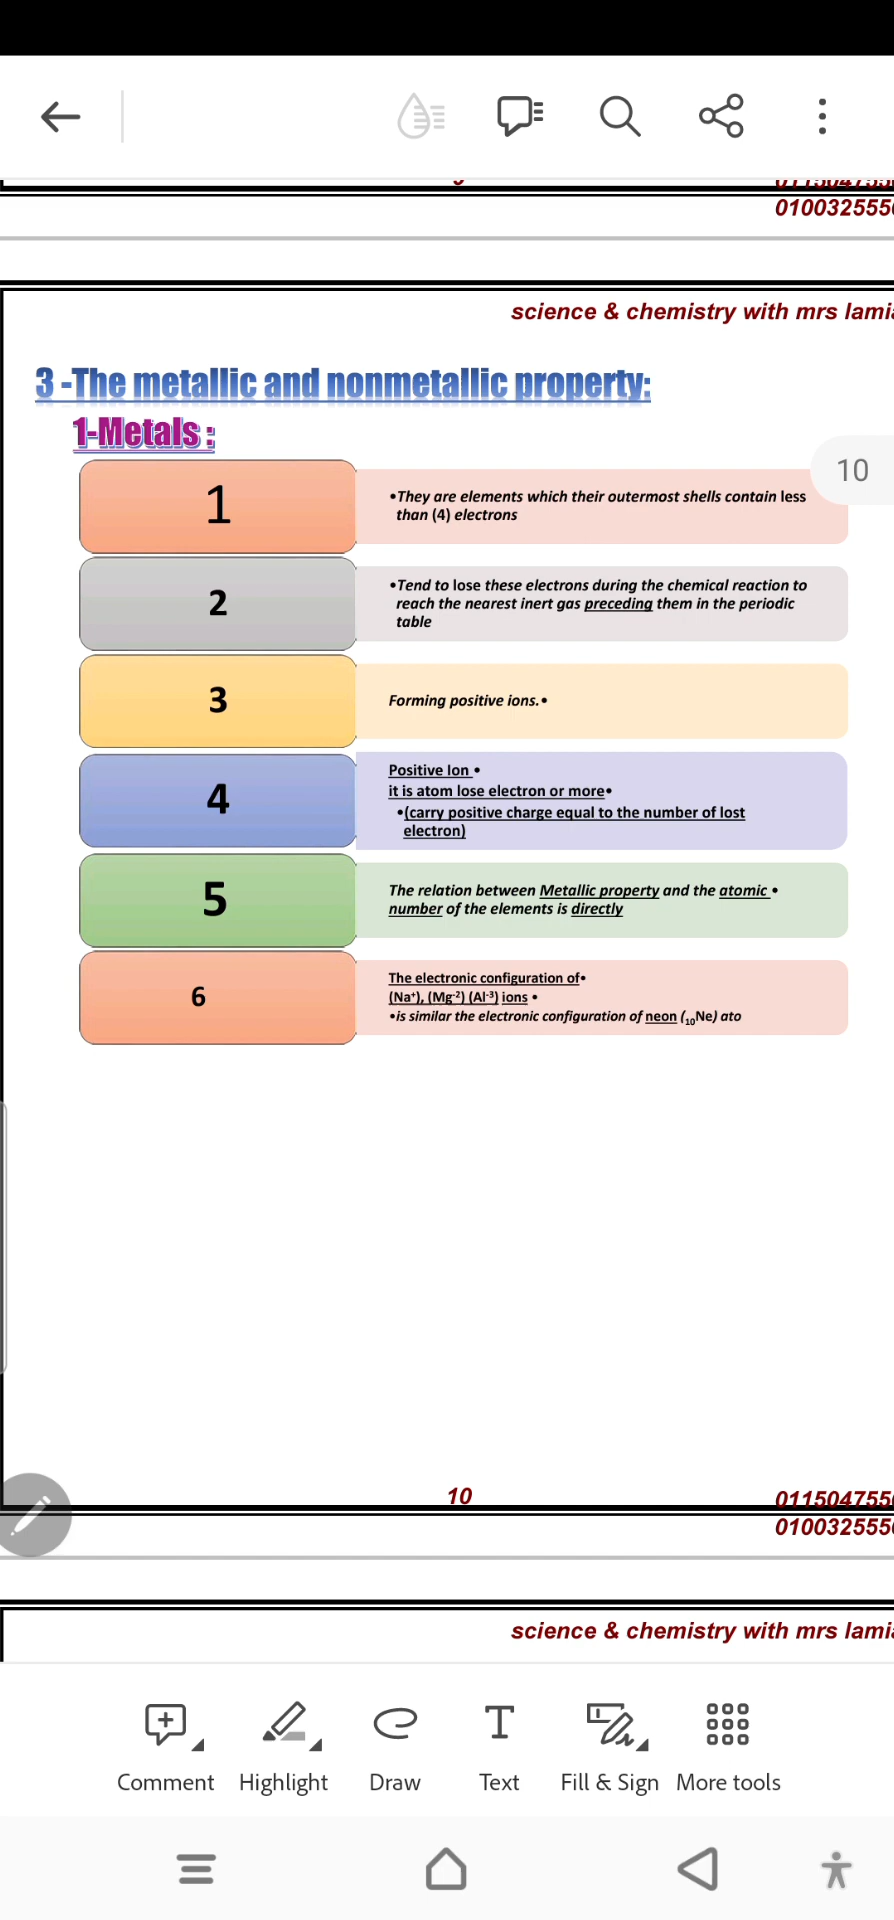 010032555
science & chemistry with mrs
3 -The metallic and nonmetallic property:
1-Metals :
10
1
•They are elements which their outermost shells contain less
than (4) electrons
2
•Tend to lose these electrons during the chemical reaction to
reach the nearest inert gas preceding them in the periodic
table
3
Forming positive ions.•
4
Positive Ion •
it is atom lose electron or more•
•(carry positive charge equal to the number of lost
electron)
5
The relation between Metallic property and the atomic •
number of the elements is directly
6
The electronic configuration of•
(Na⁺), (Mg⁻²) (Al⁻³) ions •
•is similar the electronic configuration of neon (₁₀Ne) ato
10
011504755
010032555
science & chemistry with mrs
Comment Highlight Draw Text Fill & Sign More tools